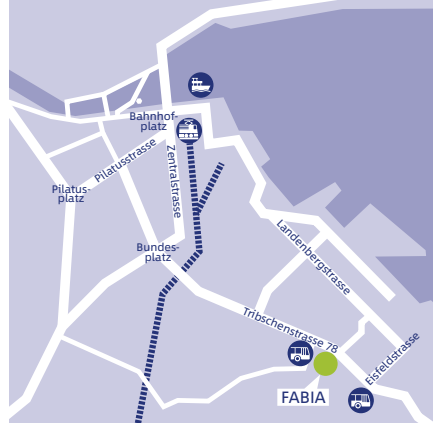 Bahnhof-
platz
Pilatusstrasse
Zentralstrasse
Pilatus-
platz
Bundes-
platz
Landenbergstrasse
Tribschenstrasse 78
Eisfeldstrasse
FABIA